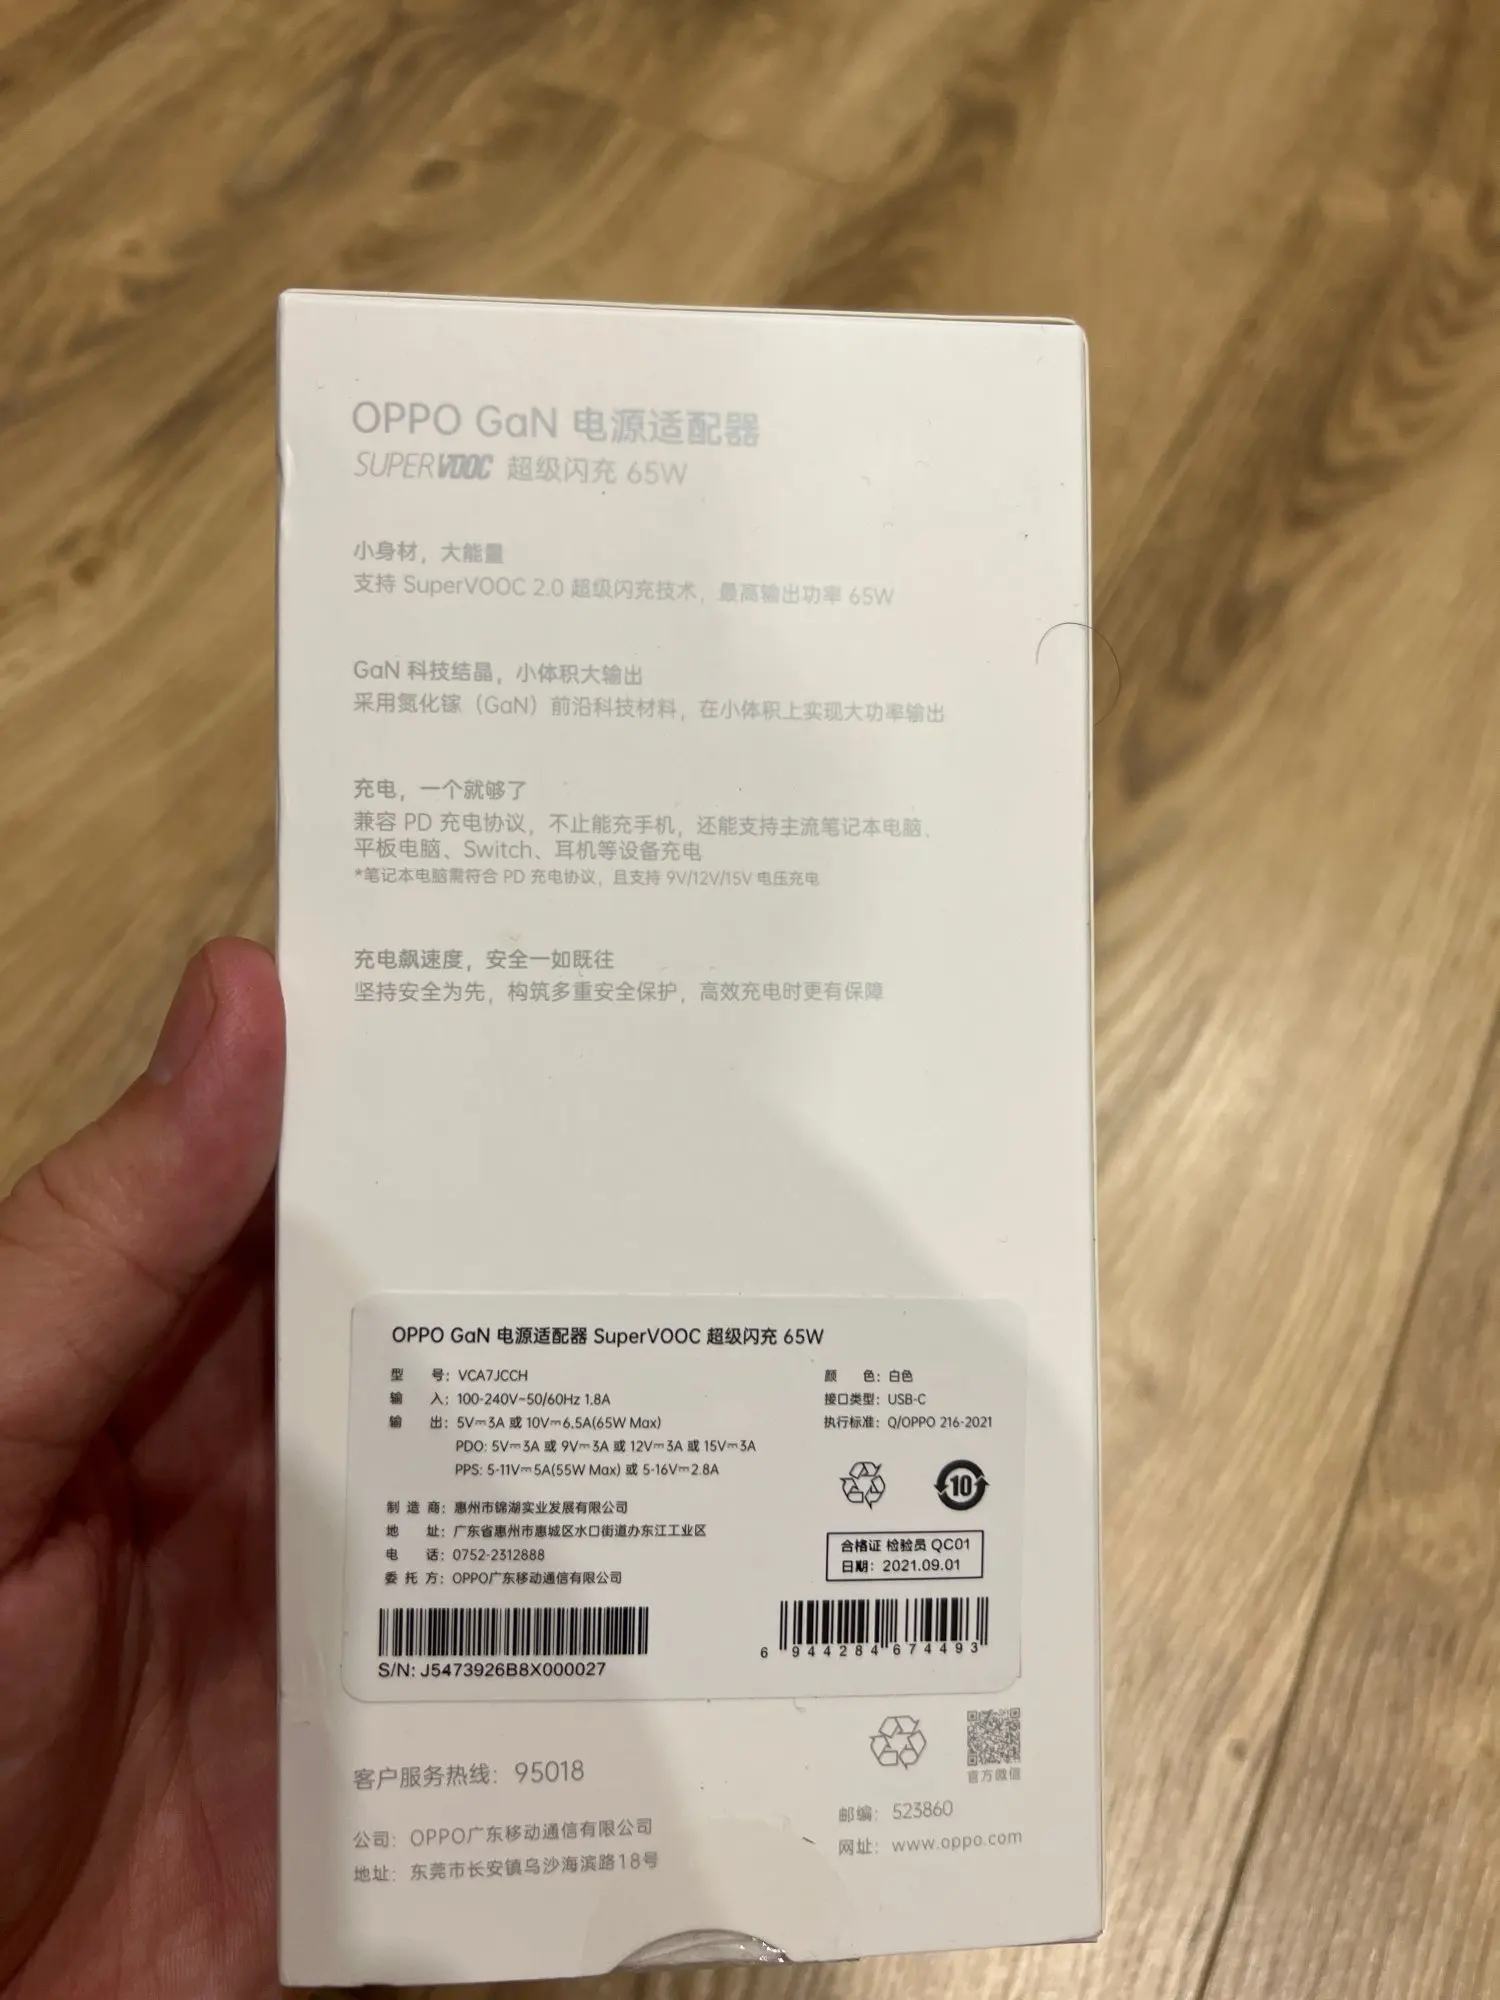 OPPO GaN 电源适配器
SUPERVOOC 超级闪充 65W
小身材，大能量
支持 SuperVOOC 2.0 超级闪充技术，最高输出功率 65W
GaN 科技结晶，小体积大输出
采用氮化镓（GaN）前沿科技材料，在小体积上实现大功率输出
充电，一个就够了
兼容 PD 充电协议，不止能充手机，还能支持主流笔记本电脑、
平板电脑、Switch、耳机等设备充电
*笔记本电脑需符合 PD 充电协议，且支持 9V/12V/15V 电压充电
充电飙速度，安全一如既往
坚持安全为先，构筑多重安全保护，高效充电时更有保障
OPPO GaN 电源适配器 SuperVOOC 超级闪充 65W
型 号：VCA7JCCH
输 入：100-240V~50/60Hz 1.8A
输 出：5V⎓3A 或 10V⎓6.5A(65W Max)
PDO: 5V⎓3A 或 9V⎓3A 或 12V⎓3A 或 15V⎓3A
PPS: 5-11V⎓5A(55W Max) 或 5-16V⎓2.8A
颜 色：白色
接口类型：USB-C
执行标准：Q/OPPO 216-2021
10
制 造 商：惠州市锦湖实业发展有限公司
地 址：广东省惠州市惠城区水口街道办东江工业区
电 话：0752-2312888
委 托 方：OPPO广东移动通信有限公司
合格证 检验员 QC01
日期：2021.09.01
S/N: J5473926B8X000027
6 944284 674493
官方微信
客户服务热线：95018
公司：OPPO广东移动通信有限公司
地址：东莞市长安镇乌沙海滨路18号
邮编：523860
网址：www.oppo.com